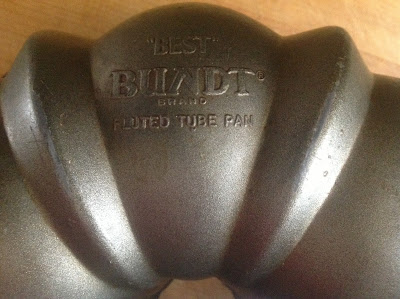 "BEST"
BUNDT®
BRAND
FLUTED TUBE PAN